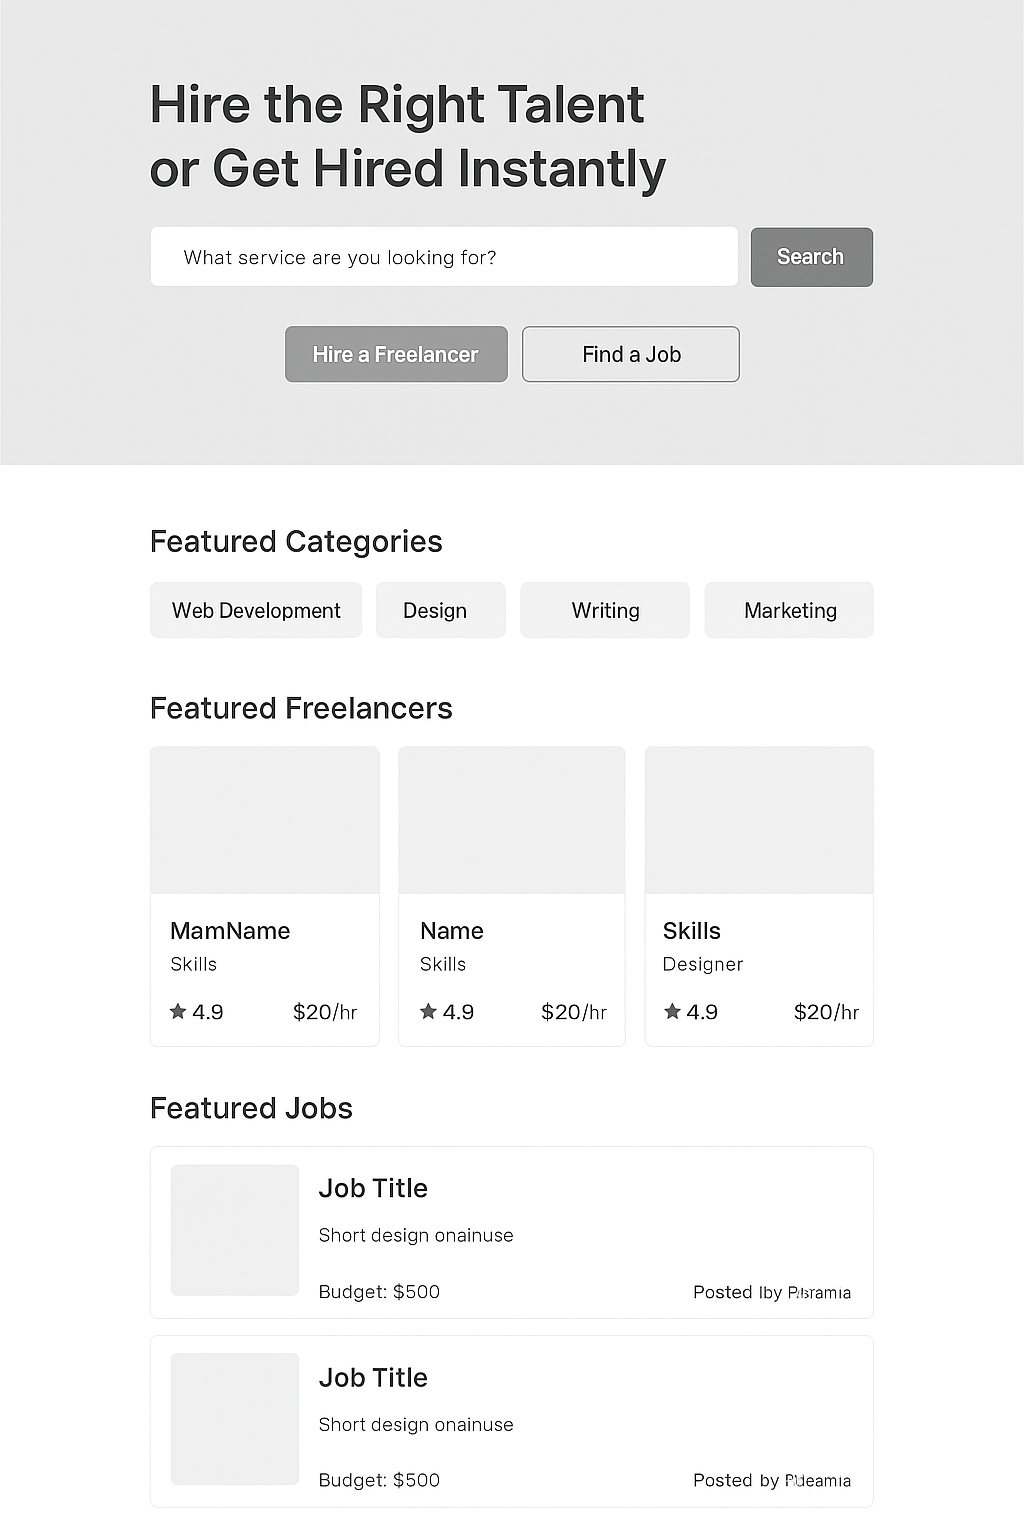 Hire the Right Talent
or Get Hired Instantly
What service are you looking for?
Search
Hire a Freelancer
Find a Job
Featured Categories
Web Development
Design
Writing
Marketing
Featured Freelancers
MamName
Skills
★ 4.9 $20/hr
Name
Skills
★ 4.9 $20/hr
Skills
Designer
★ 4.9 $20/hr
Featured Jobs
Job Title
Short design onainuse
Budget: $500
Posted
Job Title
Short design onainuse
Budget: $500
Posted by